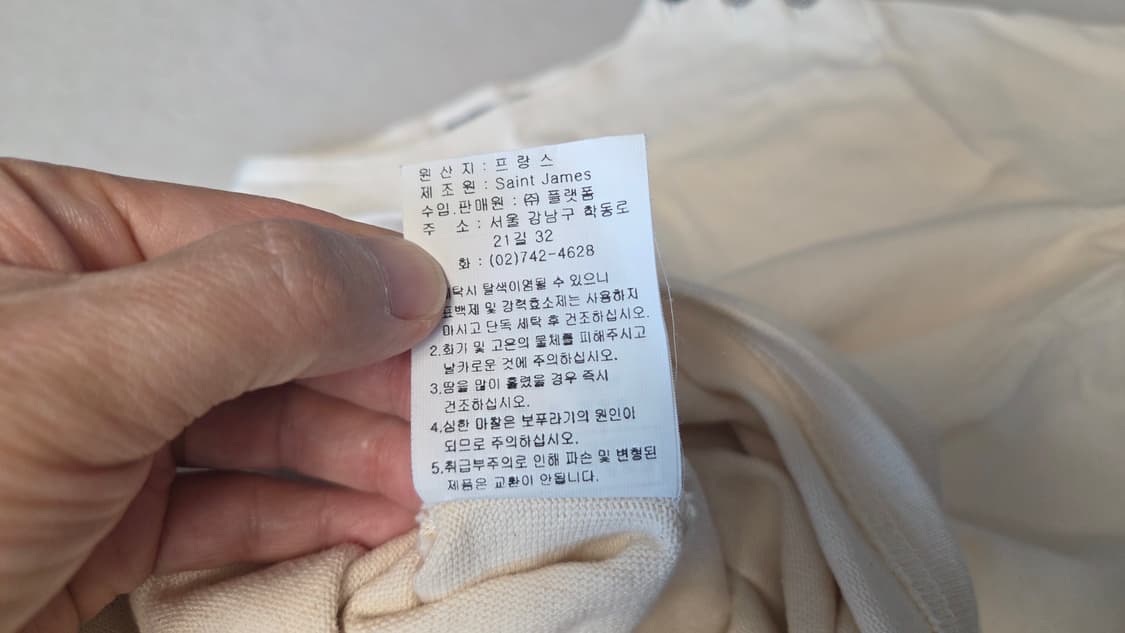 원 산 지 : 프 랑 스
제 조 원 : Saint James
수입.판매원 : ㈜ 플랫폼
주 소 : 서울 강남구 학동로
21길 32
화 : (02)742-4628
탈색이염될 수 있으니
표백제 및 강력효소제는 사용하지
마시고 단독 세탁 후 건조하십시오.
2.화기 및 고온의 물체를 피해주시고
날카로운 것에 주의하십시오.
3.땀을 많이 흘렸을 경우 즉시
건조하십시오.
4.심한 마찰은 보푸라기의 원인이
되므로 주의하십시오.
5.취급부주의로 인해 파손 및 변형된
제품은 교환이 안됩니다.